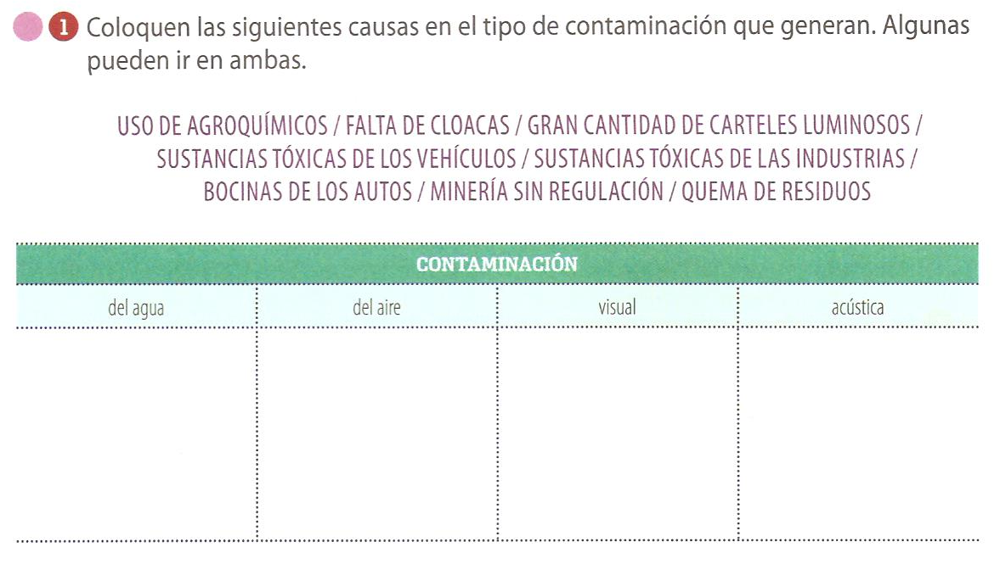 1 Coloquen las siguientes causas en el tipo de contaminación que generan. Algunas
pueden ir en ambas.
USO DE AGROQUÍMICOS / FALTA DE CLOACAS / GRAN CANTIDAD DE CARTELES LUMINOSOS /
SUSTANCIAS TÓXICAS DE LOS VEHÍCULOS / SUSTANCIAS TÓXICAS DE LAS INDUSTRIAS /
BOCINAS DE LOS AUTOS / MINERÍA SIN REGULACIÓN / QUEMA DE RESIDUOS
CONTAMINACIÓN
del agua
del aire
visual
acústica